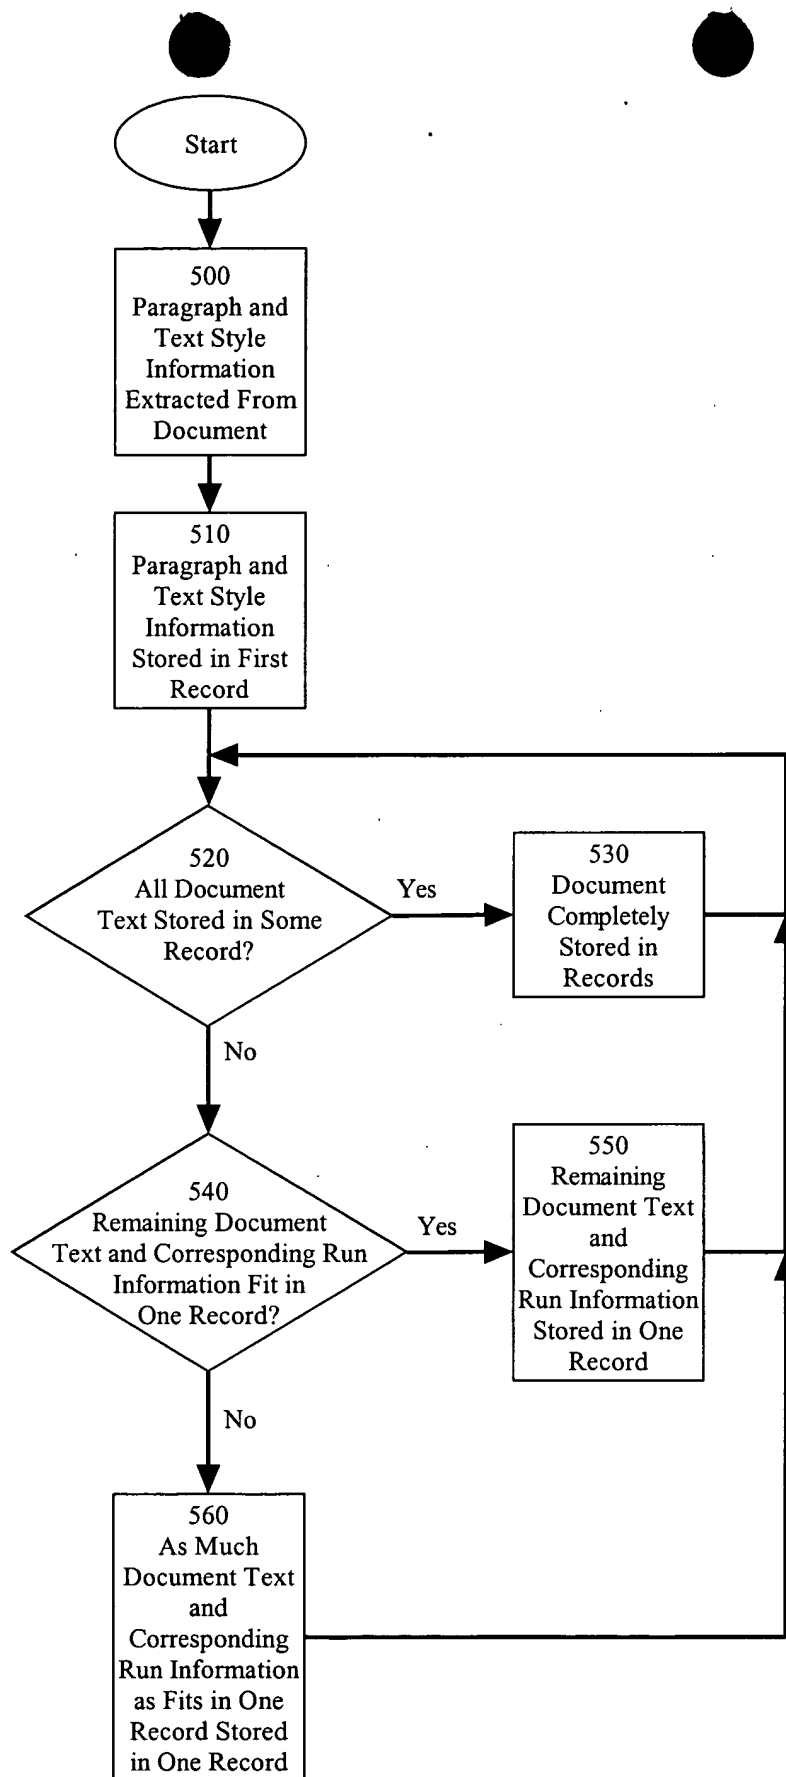 Start
500
Paragraph and
Text Style
Information
Extracted From
Document
510
Paragraph and
Text Style
Information
Stored in First
Record
520
All Document
Text Stored in Some
Record?
Yes
530
Document
Completely
Stored in
Records
No
540
Remaining Document
Text and Corresponding Run
Information Fit in
One Record?
Yes
550
Remaining
Document Text
and
Corresponding
Run Information
Stored in One
Record
No
560
As Much
Document Text
and
Corresponding
Run Information
as Fits in One
Record Stored
in One Record